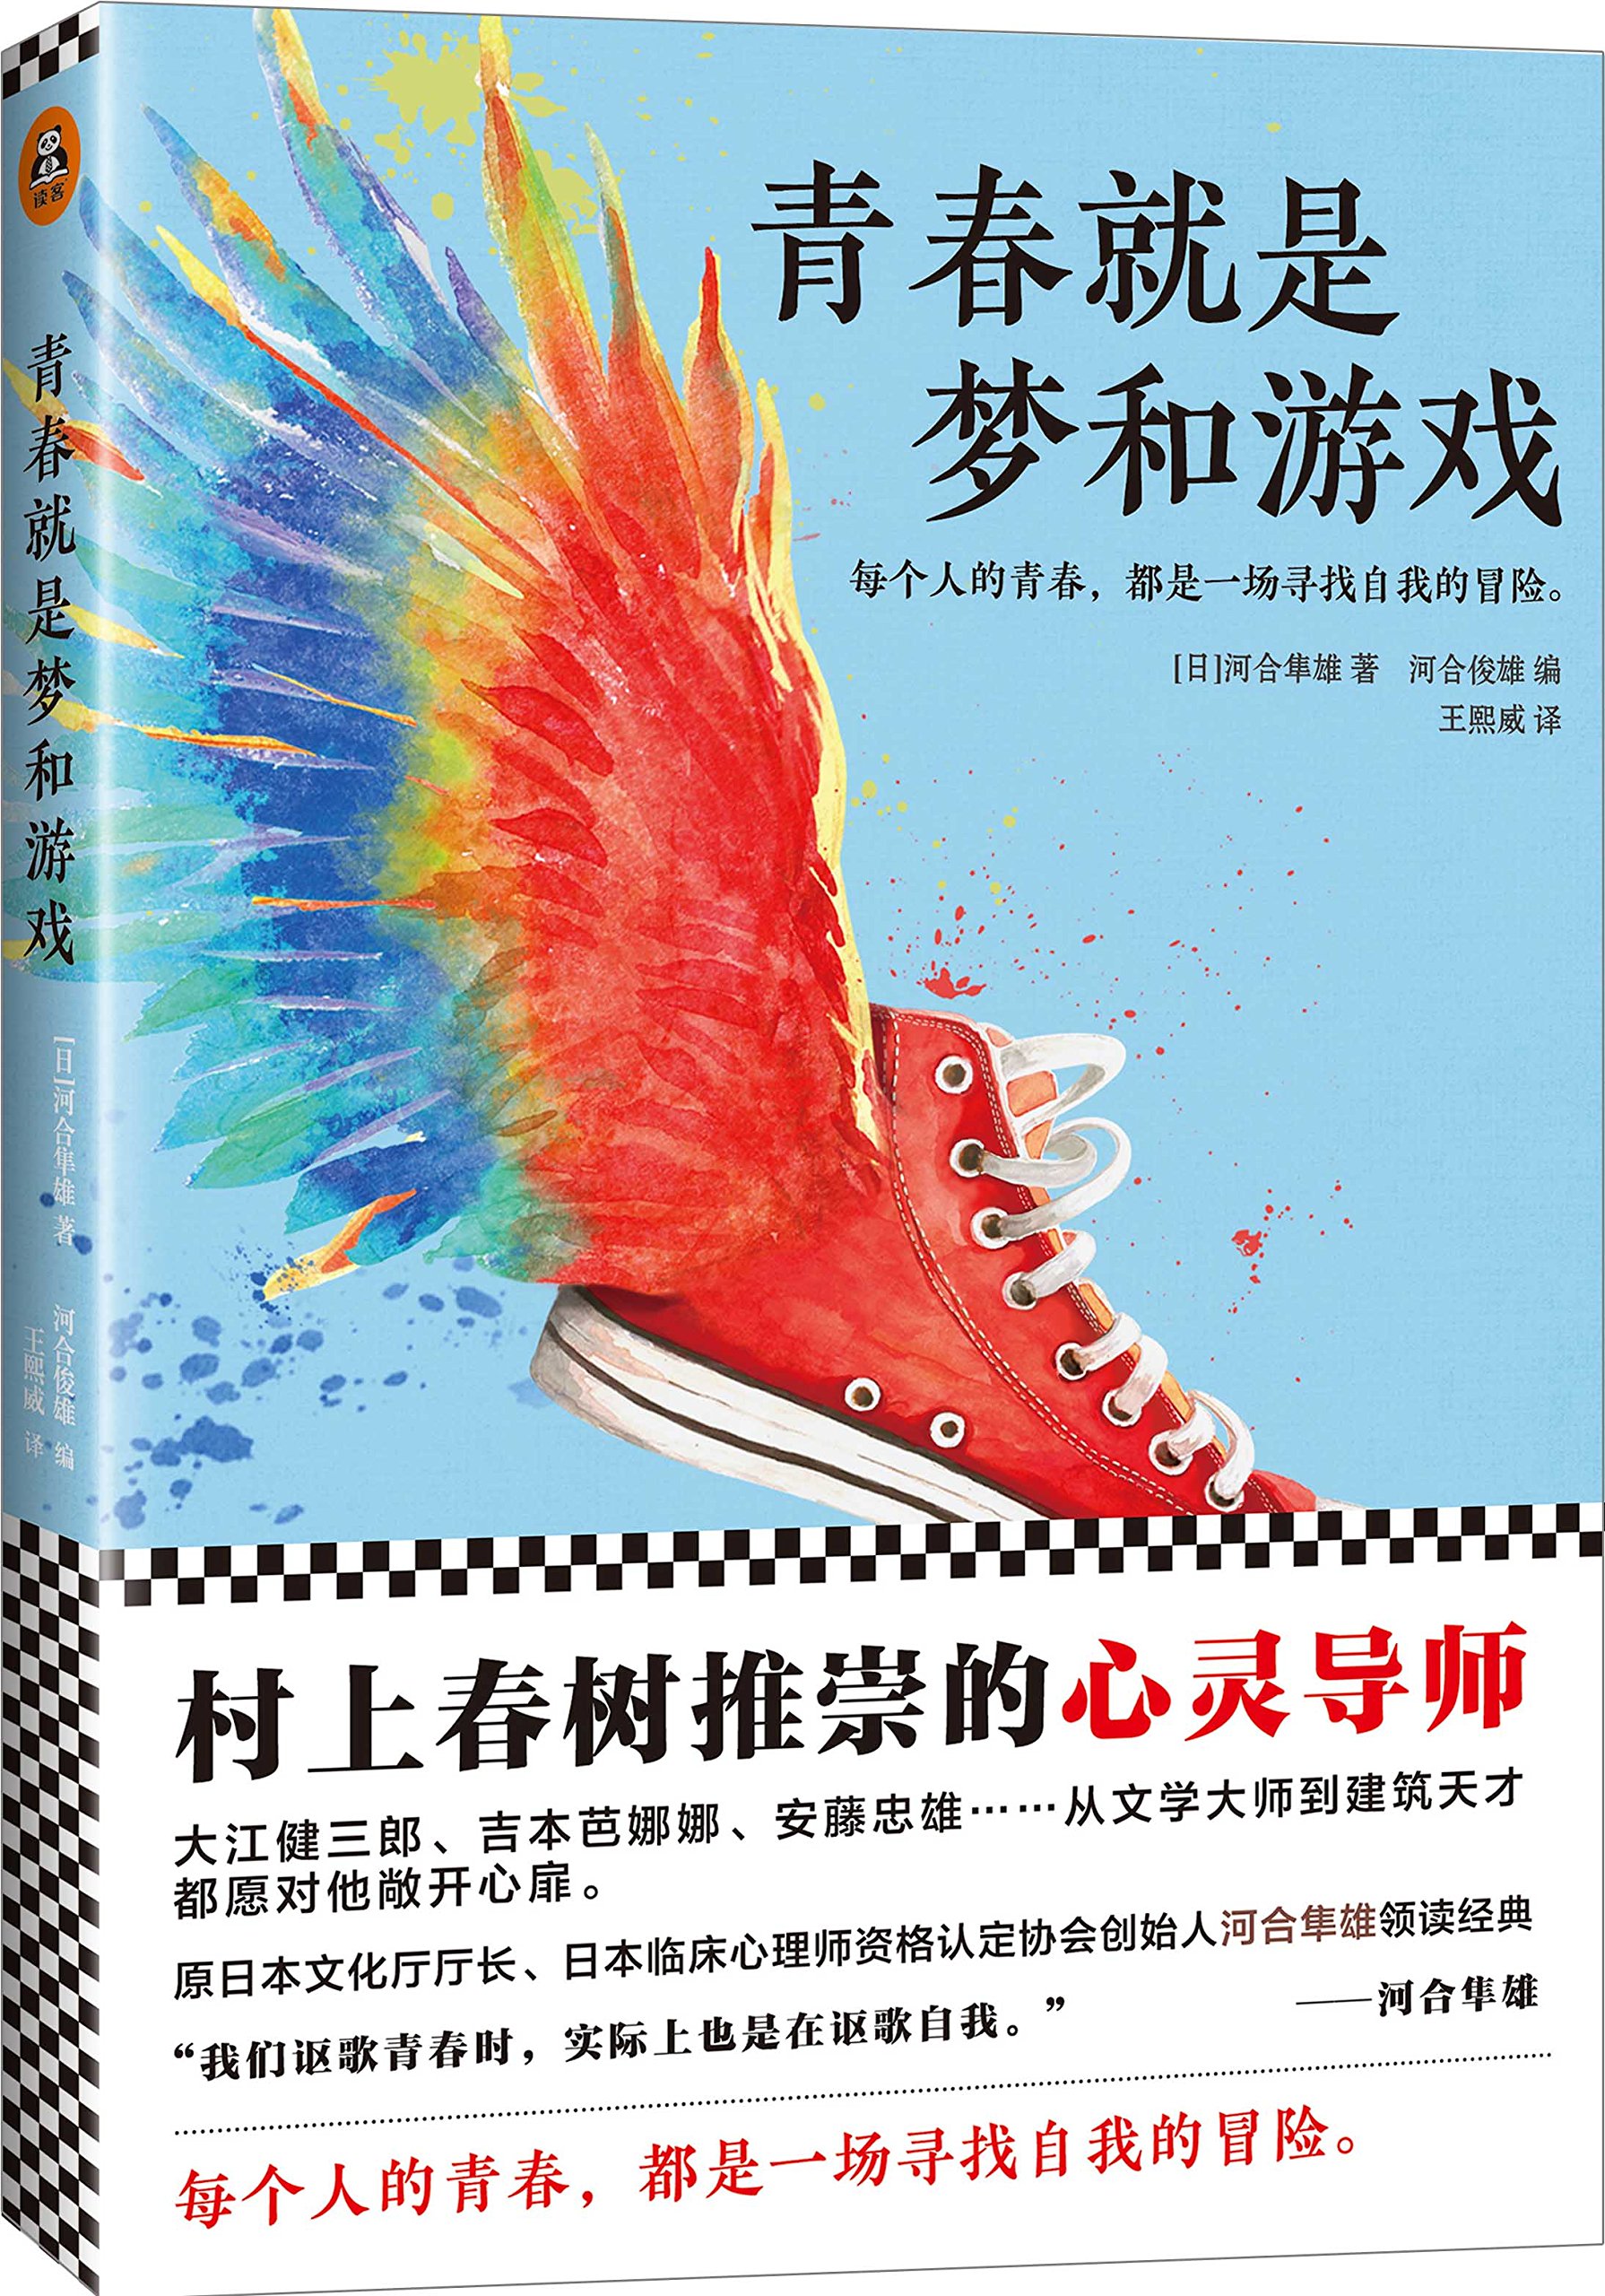 读客
青春就是梦和游戏
[日]河合隼雄 著
河合俊雄 编
王熙威 译
青春就是
梦和游戏
每个人的青春，都是一场寻找自我的冒险。
[日]河合隼雄 著 河合俊雄 编
王熙威 译
村上春树推崇的心灵导师
大江健三郎、吉本芭娜娜、安藤忠雄……从文学大师到建筑天才
都愿对他敞开心扉。
原日本文化厅厅长、日本临床心理师资格认定协会创始人河合隼雄领读经典
“我们讴歌青春时，实际上也是在讴歌自我。” ——河合隼雄
每个人的青春，都是一场寻找自我的冒险。